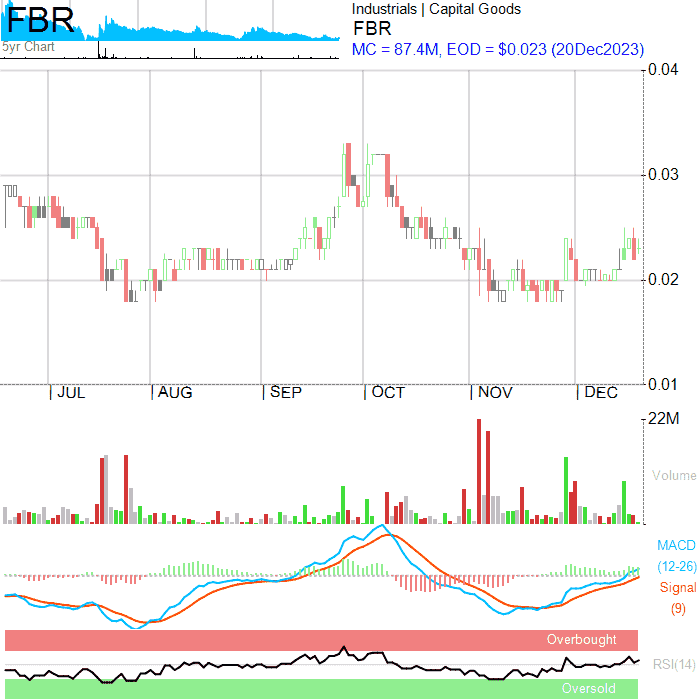 FBR
5yr Chart
Industrials | Capital Goods
FBR
MC = 87.4M, EOD = $0.023 (20Dec2023)
0.04
0.03
0.02
0.01
| JUL | AUG | SEP | OCT | NOV | DEC
22M
Volume
MACD
(12-26)
Signal
(9)
Overbought
RSI(14)
Oversold